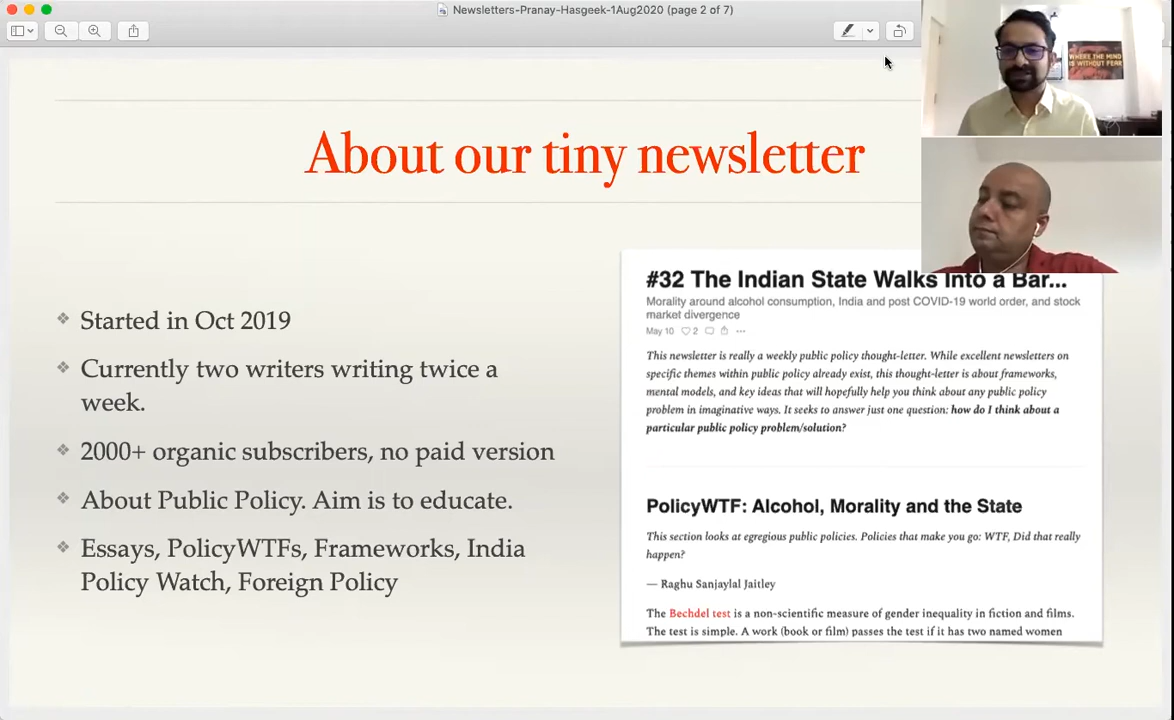 Newsletters-Pranay-Hasgeek-1Aug2020 (page 2 of 7)
WHERE THE MIND
IS WITHOUT FEAR
About our tiny newsletter
Started in Oct 2019
Currently two writers writing twice a
week.
2000+ organic subscribers, no paid version
About Public Policy. Aim is to educate.
Essays, PolicyWTFs, Frameworks, India
Policy Watch, Foreign Policy
#32 The Indian State Walks Into a Bar...
Morality around alcohol consumption, India and post COVID-19 world order, and stock
market divergence
May 10 2
This newsletter is really a weekly public policy thought-letter. While excellent newsletters on
specific themes within public policy already exist, this thought-letter is about frameworks,
mental models, and key ideas that will hopefully help you think about any public policy
problem in imaginative ways. It seeks to answer just one question: how do I think about a
particular public policy problem/solution?
PolicyWTF: Alcohol, Morality and the State
This section looks at egregious public policies. Policies that make you go: WTF, Did that really
happen?
— Raghu Sanjaylal Jaitley
The Bechdel test is a non-scientific measure of gender inequality in fiction and films.
The test is simple. A work (book or film) passes the test if it has two named women